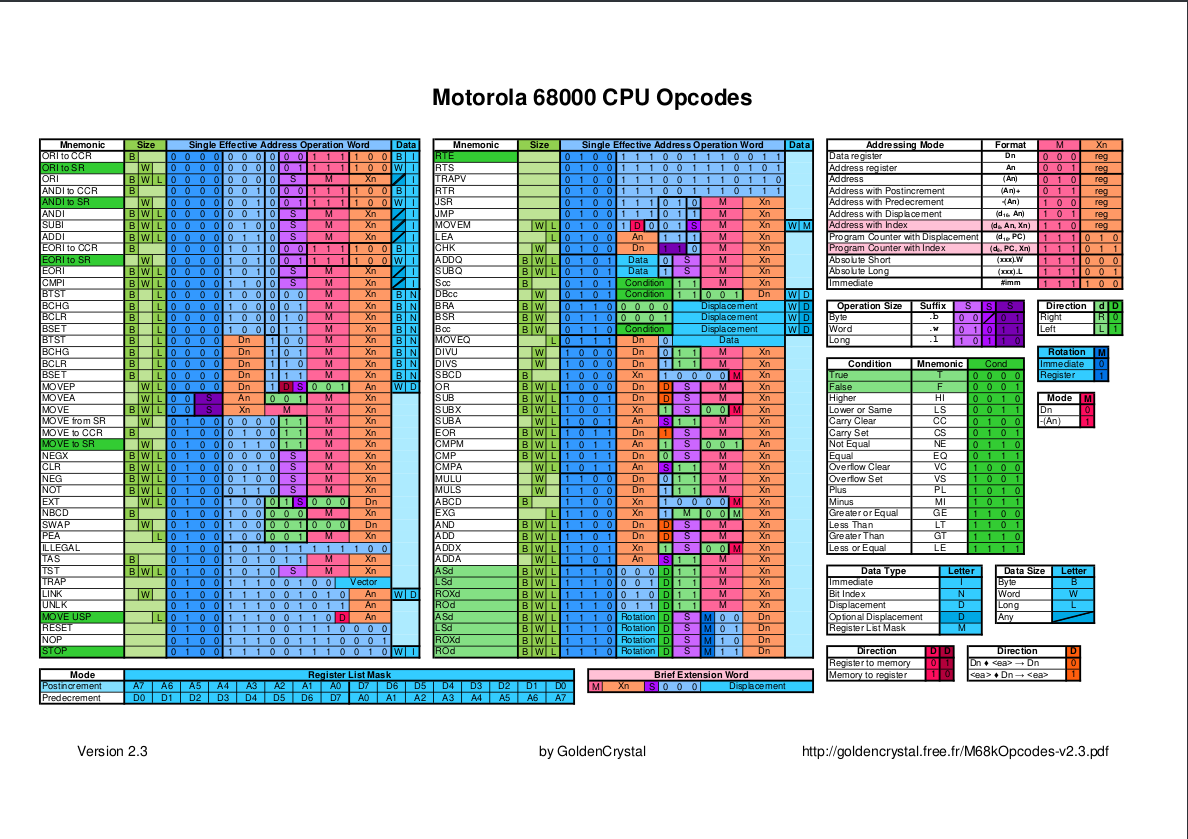 Motorola 68000 CPU Opcodes
Mnemonic Size Single Effective Address Operation Word Data
ORI to CCR B 0 0 0 0 0 0 0 0 0 0 1 1 1 1 0 0 B I
ORI to SR W 0 0 0 0 0 0 0 0 0 1 1 1 1 1 0 0 W I
ORI B W L 0 0 0 0 0 0 0 0 S M Xn I
ANDI to CCR B 0 0 0 0 0 0 1 0 0 0 1 1 1 1 0 0 B I
ANDI to SR W 0 0 0 0 0 0 1 0 0 1 1 1 1 1 0 0 W I
ANDI B W L 0 0 0 0 0 0 1 0 S M Xn I
SUBI B W L 0 0 0 0 0 1 0 0 S M Xn I
ADDI B W L 0 0 0 0 0 1 1 0 S M Xn I
EORI to CCR B 0 0 0 0 1 0 1 0 0 0 1 1 1 1 0 0 B I
EORI to SR W 0 0 0 0 1 0 1 0 0 1 1 1 1 1 0 0 W I
EORI B W L 0 0 0 0 1 0 1 0 S M Xn I
CMPI B W L 0 0 0 0 1 1 0 0 S M Xn I
BTST B L 0 0 0 0 1 0 0 0 0 0 M Xn B N
BCHG B L 0 0 0 0 1 0 0 0 0 1 M Xn B N
BCLR B L 0 0 0 0 1 0 0 0 1 0 M Xn B N
BSET B L 0 0 0 0 1 0 0 0 1 1 M Xn B N
BTST B L 0 0 0 0 Dn 1 0 0 M Xn B N
BCHG B L 0 0 0 0 Dn 1 0 1 M Xn B N
BCLR B L 0 0 0 0 Dn 1 1 0 M Xn B N
BSET B L 0 0 0 0 Dn 1 1 1 M Xn B N
MOVEP W L 0 0 0 0 Dn 1 D S 0 0 1 An W D
MOVEA W L 0 0 S An 0 0 1 M Xn
MOVE B W L 0 0 S Xn M M Xn
MOVE from SR W 0 1 0 0 0 0 0 0 1 1 M Xn
MOVE to CCR B 0 1 0 0 0 1 0 0 1 1 M Xn
MOVE to SR W 0 1 0 0 0 1 1 0 1 1 M Xn
NEGX B W L 0 1 0 0 0 0 0 0 S M Xn
CLR B W L 0 1 0 0 0 0 1 0 S M Xn
NEG B W L 0 1 0 0 0 1 0 0 S M Xn
NOT B W L 0 1 0 0 0 1 1 0 S M Xn
EXT W L 0 1 0 0 1 0 0 0 1 S 0 0 0 Dn
NBCD B 0 1 0 0 1 0 0 0 0 0 M Xn
SWAP W 0 1 0 0 1 0 0 0 0 1 0 0 0 Dn
PEA L 0 1 0 0 1 0 0 0 0 1 M Xn
ILLEGAL 0 1 0 0 1 0 1 0 1 1 1 1 1 1 0 0
TAS B 0 1 0 0 1 0 1 0 1 1 M Xn
TST B W L 0 1 0 0 1 0 1 0 S M Xn
TRAP 0 1 0 0 1 1 1 0 0 1 0 0 Vector
LINK W 0 1 0 0 1 1 1 0 0 1 0 1 0 An W D
UNLK 0 1 0 0 1 1 1 0 0 1 0 1 1 An
MOVE USP L 0 1 0 0 1 1 1 0 0 1 1 0 D An
RESET 0 1 0 0 1 1 1 0 0 1 1 1 0 0 0 0
NOP 0 1 0 0 1 1 1 0 0 1 1 1 0 0 0 1
STOP 0 1 0 0 1 1 1 0 0 1 1 1 0 0 1 0 W I
Mnemonic Size Single Effective Address Operation Word Data
RTE 0 1 0 0 1 1 1 0 0 1 1 1 0 0 1 1
RTS 0 1 0 0 1 1 1 0 0 1 1 1 0 1 0 1
TRAPV 0 1 0 0 1 1 1 0 0 1 1 1 0 1 1 0
RTR 0 1 0 0 1 1 1 0 0 1 1 1 0 1 1 1
JSR 0 1 0 0 1 1 1 0 1 0 M Xn
JMP 0 1 0 0 1 1 1 0 1 1 M Xn
MOVEM W L 0 1 0 0 1 D 0 0 1 S M Xn W M
LEA L 0 1 0 0 An 1 1 1 M Xn
CHK W 0 1 0 0 Dn 1 1 0 M Xn
ADDQ B W L 0 1 0 1 Data 0 S M Xn
SUBQ B W L 0 1 0 1 Data 1 S M Xn
Scc B 0 1 0 1 Condition 1 1 M Xn
DBcc W 0 1 0 1 Condition 1 1 0 0 1 Dn W D
BRA B W 0 1 1 0 0 0 0 0 Displacement W D
BSR B W 0 1 1 0 0 0 0 1 Displacement W D
Bcc B W 0 1 1 0 Condition Displacement W D
MOVEQ L 0 1 1 1 Dn 0 Data
DIVU W 1 0 0 0 Dn 0 1 1 M Xn
DIVS W 1 0 0 0 Dn 1 1 1 M Xn
SBCD B 1 0 0 0 Xn 1 0 0 0 0 M Xn
OR B W L 1 0 0 0 Dn D S M Xn
SUB B W L 1 0 0 1 Dn D S M Xn
SUBX B W L 1 0 0 1 Xn 1 S 0 0 M Xn
SUBA W L 1 0 0 1 An S 1 1 M Xn
EOR B W L 1 0 1 1 Dn 1 S M Xn
CMPM B W L 1 0 1 1 An 1 S 0 0 1 An
CMP B W L 1 0 1 1 Dn 0 S M Xn
CMPA W L 1 0 1 1 An S 1 1 M Xn
MULU W 1 1 0 0 Dn 0 1 1 M Xn
MULS W 1 1 0 0 Dn 1 1 1 M Xn
ABCD B 1 1 0 0 Xn 1 0 0 0 0 M Xn
EXG L 1 1 0 0 Xn 1 M 0 0 M Xn
AND B W L 1 1 0 0 Dn D S M Xn
ADD B W L 1 1 0 1 Dn D S M Xn
ADDX B W L 1 1 0 1 Xn 1 S 0 0 M Xn
ADDA W L 1 1 0 1 An S 1 1 M Xn
ASd B W L 1 1 1 0 0 0 0 D 1 1 M Xn
LSd B W L 1 1 1 0 0 0 1 D 1 1 M Xn
ROXd B W L 1 1 1 0 0 1 0 D 1 1 M Xn
ROd B W L 1 1 1 0 0 1 1 D 1 1 M Xn
ASd B W L 1 1 1 0 Rotation D S M 0 0 Dn
LSd B W L 1 1 1 0 Rotation D S M 0 1 Dn
ROXd B W L 1 1 1 0 Rotation D S M 1 0 Dn
ROd B W L 1 1 1 0 Rotation D S M 1 1 Dn
Addressing Mode Format M Xn
Data register Dn 0 0 0 reg
Address register An 0 0 1 reg
Address (An) 0 1 0 reg
Address with Postincrement (An)+ 0 1 1 reg
Address with Predecrement -(An) 1 0 0 reg
Address with Displacement (d16, An) 1 0 1 reg
Address with Index (d8, An, Xn) 1 1 0 reg
Program Counter with Displacement (d16, PC) 1 1 1 0 1 0
Program Counter with Index (d8, PC, Xn) 1 1 1 0 1 1
Absolute Short (xxx).W 1 1 1 0 0 0
Absolute Long (xxx).L 1 1 1 0 0 1
Immediate #imm 1 1 1 1 0 0
Operation Size Suffix S S S
Byte .b 0 0 0 1
Word .w 0 1 0 1 1
Long .l 1 0 1 1 0
Direction d D
Right R 0
Left L 1
Rotation M
Immediate 0
Register 1
Mode M
Dn 0
-(An) 1
Condition Mnemonic Cond
True T 0 0 0 0
False F 0 0 0 1
Higher HI 0 0 1 0
Lower or Same LS 0 0 1 1
Carry Clear CC 0 1 0 0
Carry Set CS 0 1 0 1
Not Equal NE 0 1 1 0
Equal EQ 0 1 1 1
Overflow Clear VC 1 0 0 0
Overflow Set VS 1 0 0 1
Plus PL 1 0 1 0
Minus MI 1 0 1 1
Greater or Equal GE 1 1 0 0
Less Than LT 1 1 0 1
Greater Than GT 1 1 1 0
Less or Equal LE 1 1 1 1
Data Type Letter
Immediate I
Bit Index N
Displacement D
Optional Displacement D
Register List Mask M
Data Size Letter
Byte B
Word W
Long L
Any
Direction D D
Register to memory 0 1
Memory to register 1 0
Direction D
Dn ♦ <ea> → Dn 0
<ea> ♦ Dn → <ea> 1
Mode Register List Mask
Postincrement A7 A6 A5 A4 A3 A2 A1 A0 D7 D6 D5 D4 D3 D2 D1 D0
Predecrement D0 D1 D2 D3 D4 D5 D6 D7 A0 A1 A2 A3 A4 A5 A6 A7
Brief Extension Word
M Xn S 0 0 0 Displacement
Version 2.3
by GoldenCrystal
http://goldencrystal.free.fr/M68kOpcodes-v2.3.pdf